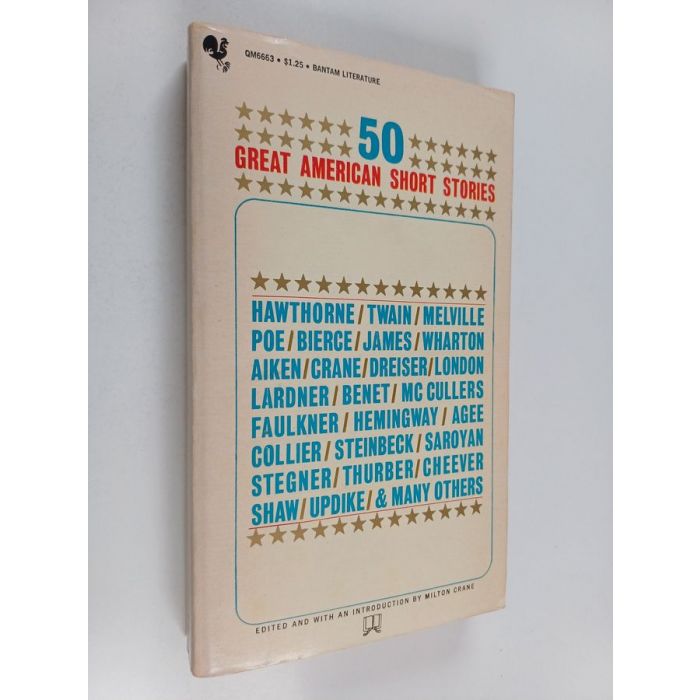 QM6663 • $1.25 • BANTAM LITERATURE
50
GREAT AMERICAN SHORT STORIES
HAWTHORNE/TWAIN/MELVILLE
POE/BIERCE/JAMES/WHARTON
AIKEN/CRANE/DREISER/LONDON
LARDNER/BENET/MC CULLERS
FAULKNER/HEMINGWAY/AGEE
COLLIER/STEINBECK/SAROYAN
STEGNER/THURBER/CHEEVER
SHAW/UPDIKE/& MANY OTHERS
EDITED AND WITH AN INTRODUCTION BY MILTON CRANE